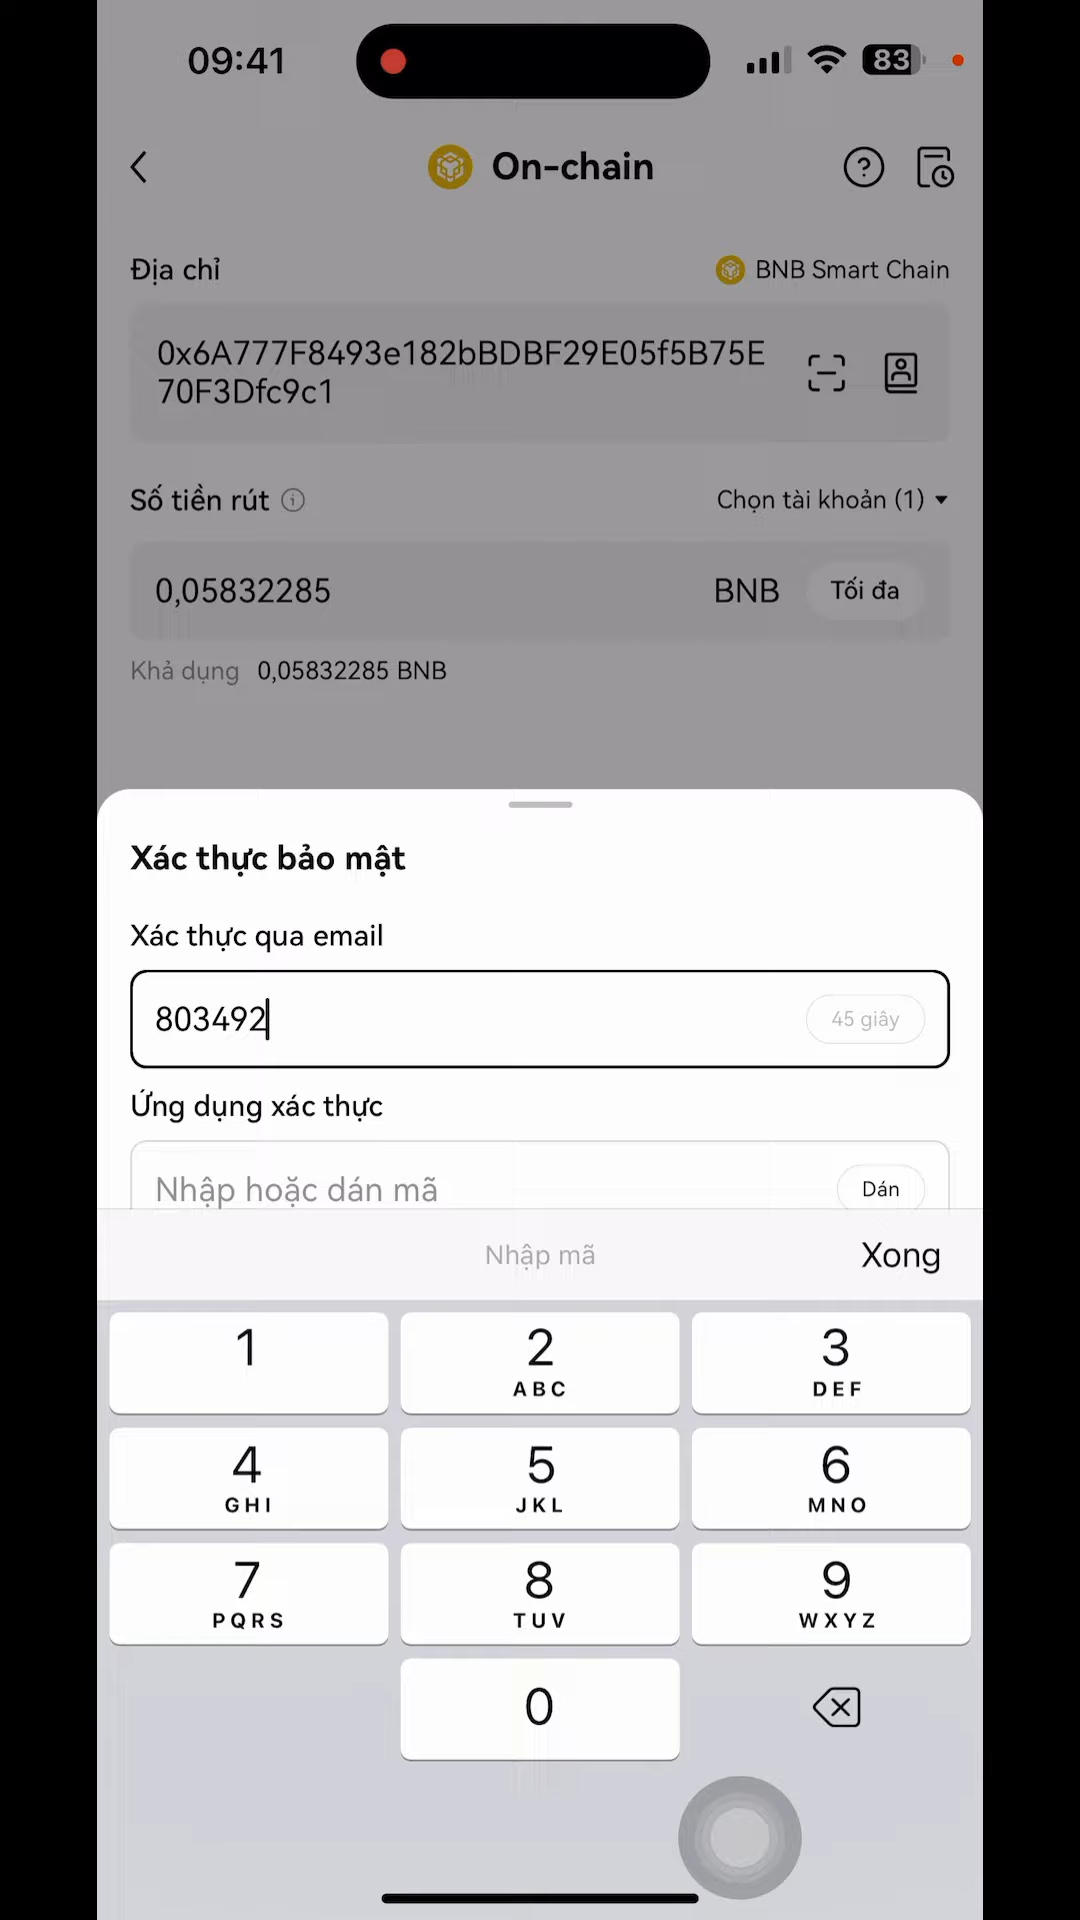 09:41
83
On-chain
Địa chỉ
BNB Smart Chain
0x6A777F8493e182bBDBF29E05f5B75E
70F3Dfc9c1
Số tiền rút
Chọn tài khoản (1)
0,05832285
BNB
Tối đa
Khả dụng 0,05832285 BNB
Xác thực bảo mật
Xác thực qua email
803492
45 giây
Ứng dụng xác thực
Nhập hoặc dán mã
Dán
Nhập mã
Xong
1
2
ABC
3
DEF
4
GHI
5
JKL
6
MNO
7
PQRS
8
TUV
9
WXYZ
0